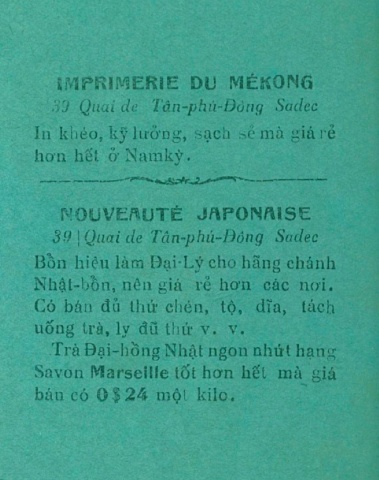 IMPRIMERIE DU MÉKONG
39 Quai de Tân-phú-Đông Sadec
In khéo, kỹ lưởng, sạch sẻ mà giá rẻ
hơn hết ở Namkỳ.
NOUVEAUTÉ JAPONAISE
39 | Quai de Tân-phú-Đông Sadec
Bổn hiệu làm Đại-Lý cho hãng chánh
Nhật-bổn, nên giá rẻ hơn các nơi.
Có bán đủ thứ chén, tộ, dĩa, tách
uống trà, ly đủ thứ v. v.
Trà Đại-hồng Nhật ngon nhứt hạng
Savon Marseille tốt hơn hết mà giá
bán có 0$24 một kilo.